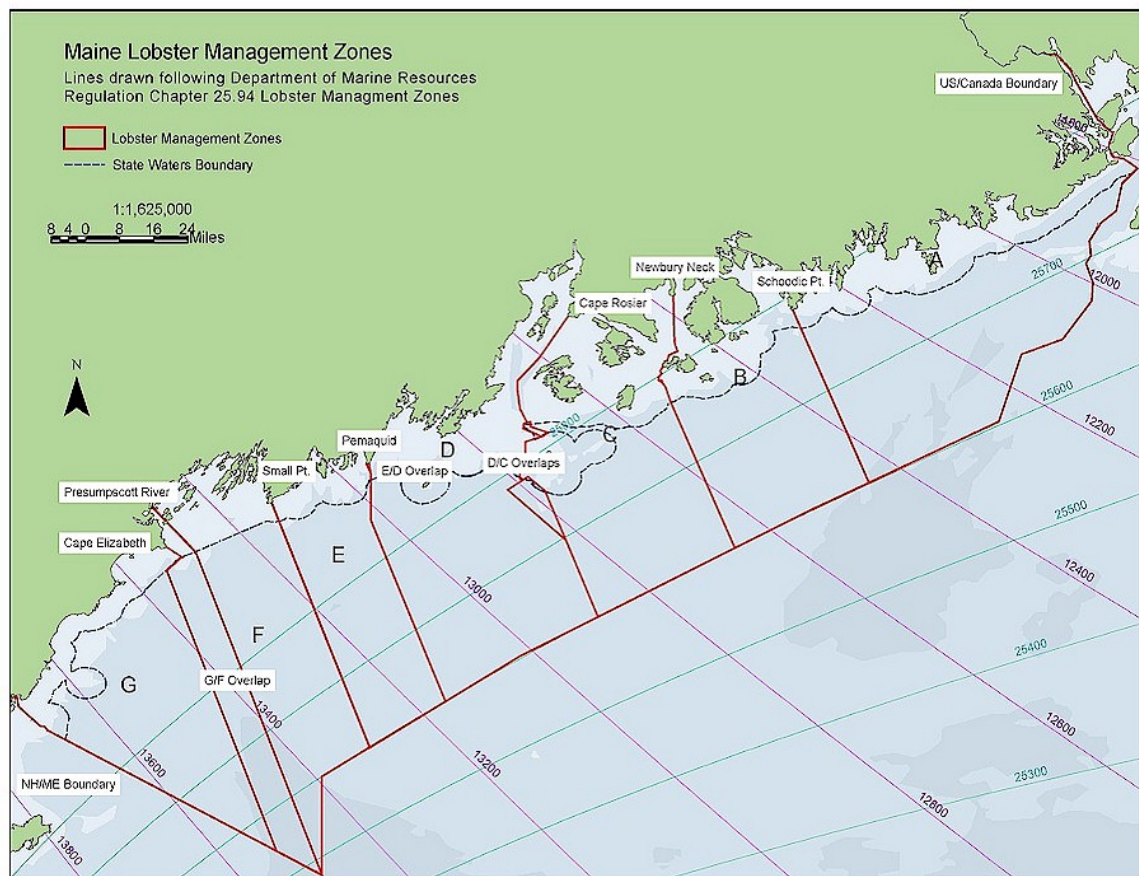 Maine Lobster Management Zones
Lines drawn following Department of Marine Resources
Regulation Chapter 25.94 Lobster Managment Zones
Lobster Management Zones
State Waters Boundary
1:1,625,000
8 4 0 8 16 24
Miles
N
US/Canada Boundary
11800
A
25700
12000
Newbury Neck
Schoodic Pt.
Cape Rosier
B
25600
12200
25800
C
Pemaquid
D
E/D Overlap
D/C Overlaps
Small Pt.
Presumpscott River
25500
Cape Elizabeth
E
13000
12400
F
25400
G
G/F Overlap
13400
12600
13200
NH/ME Boundary
13600
25300
12800
13800